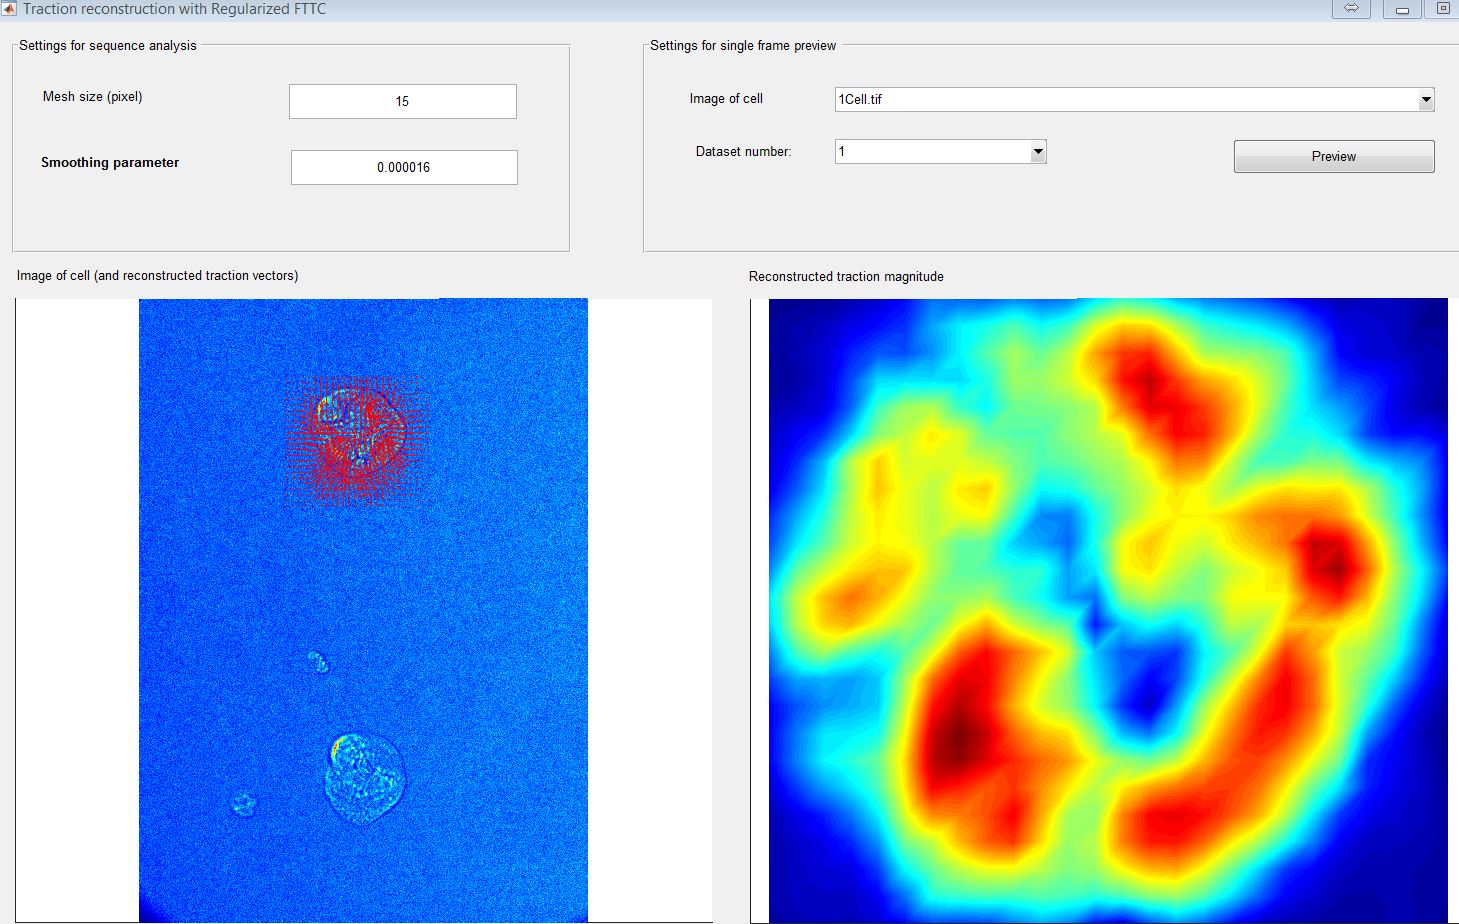 Traction reconstruction with Regularized FTTC
Settings for sequence analysis
Mesh size (pixel)
15
Smoothing parameter
0.000016
Settings for single frame preview
Image of cell
1Cell.tif
Dataset number:
1
Preview
Image of cell (and reconstructed traction vectors)
Reconstructed traction magnitude